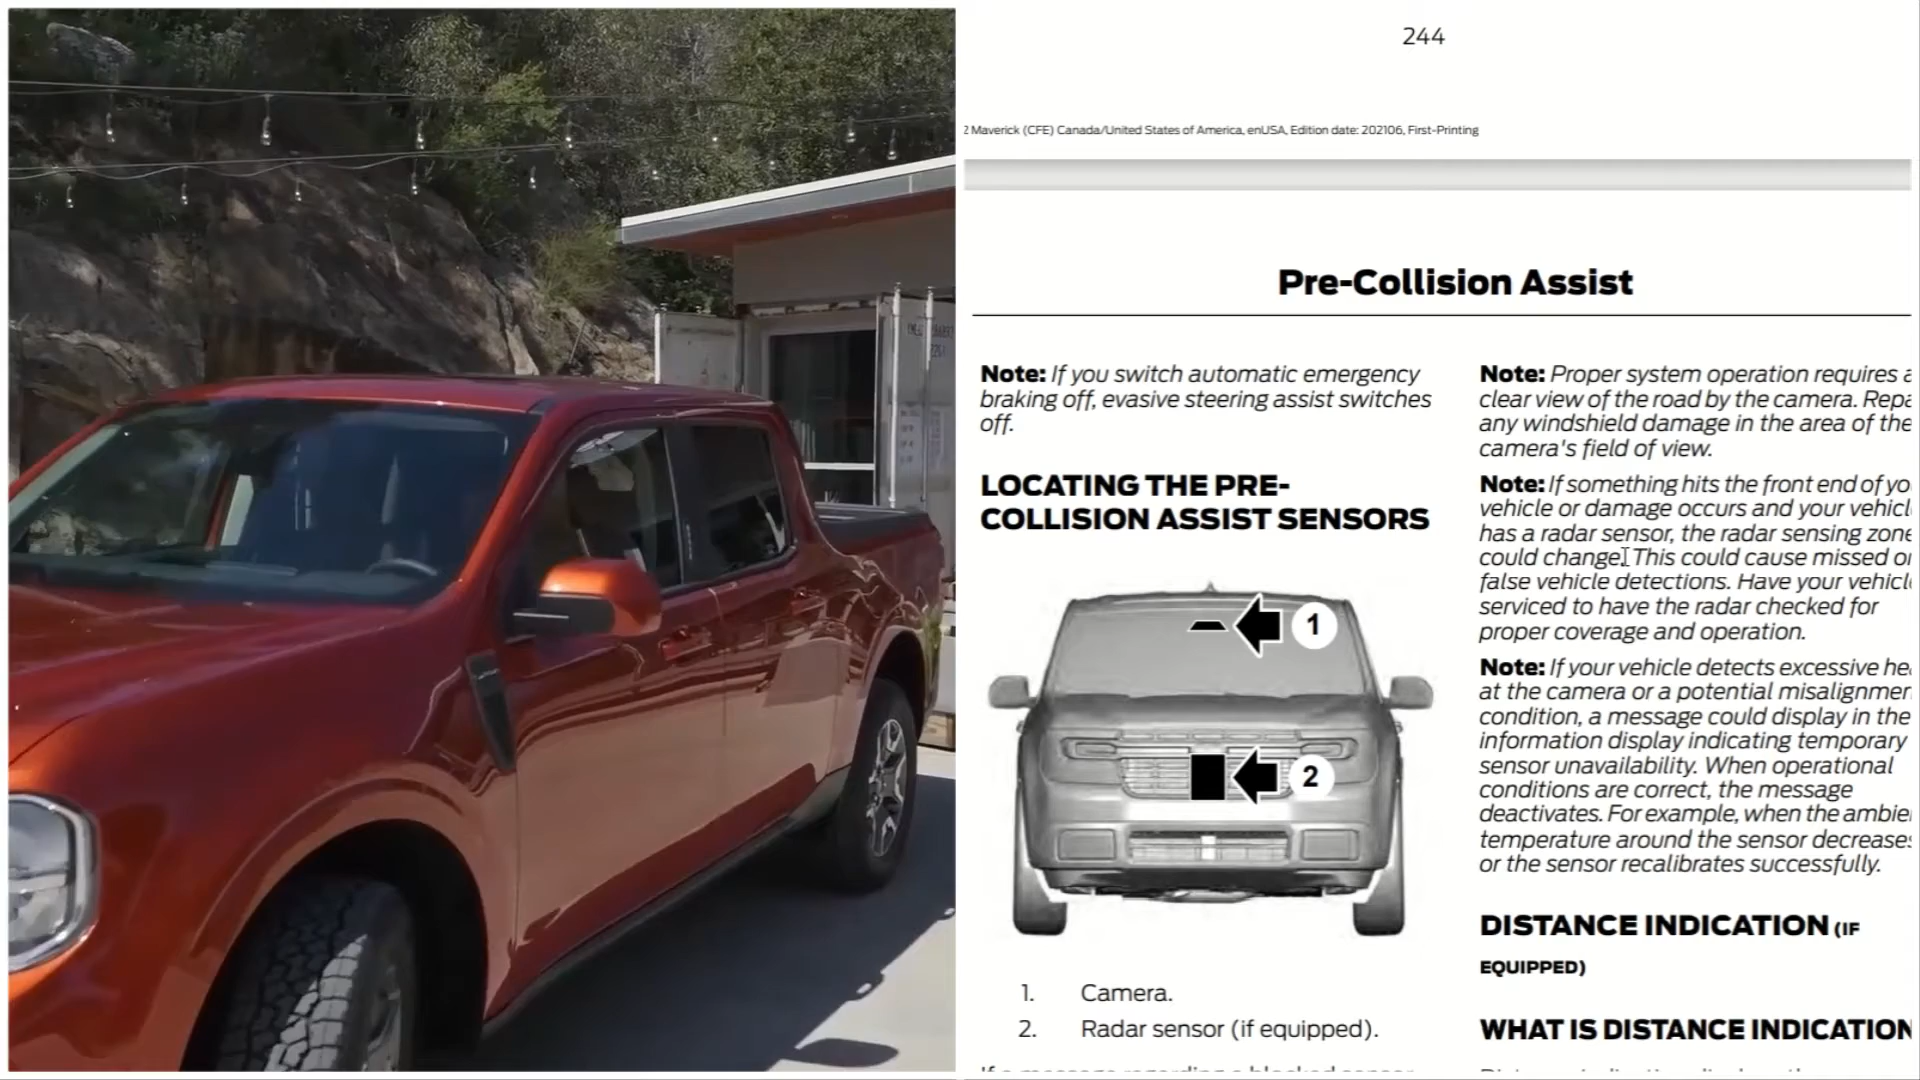 244
2 Maverick (CFE) Canada/United States of America, enUSA, Edition date: 202106, First-Printing
Pre-Collision Assist
Note: If you switch automatic emergency
braking off, evasive steering assist switches
off.
LOCATING THE PRE-
COLLISION ASSIST SENSORS
1
2
1. Camera.
2. Radar sensor (if equipped).
Note: Proper system operation requires a
clear view of the road by the camera. Repa
any windshield damage in the area of the
camera's field of view.
Note: If something hits the front end of yo
vehicle or damage occurs and your vehicl
has a radar sensor, the radar sensing zone
could change. This could cause missed or
false vehicle detections. Have your vehicl
serviced to have the radar checked for
proper coverage and operation.
Note: If your vehicle detects excessive hea
at the camera or a potential misalignmen
condition, a message could display in the
information display indicating temporary
sensor unavailability. When operational
conditions are correct, the message
deactivates. For example, when the ambien
temperature around the sensor decreases
or the sensor recalibrates successfully.
DISTANCE INDICATION (IF
EQUIPPED)
WHAT IS DISTANCE INDICATION